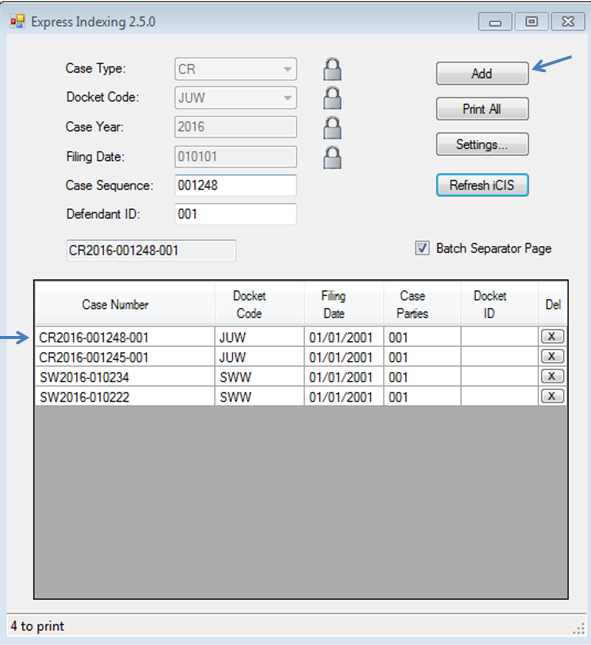 Express Indexing 2.5.0
Case Type: CR Add
Docket Code: JUW Print All
Case Year: 2016 Settings...
Filing Date: 010101
Case Sequence: 001248 Refresh iCIS
Defendant ID: 001
CR2016-001248-001 Batch Separator Page
Case Number Docket Code Filing Date Case Parties Docket ID Del
CR2016-001248-001 JUW 01/01/2001 001 X
CR2016-001245-001 JUW 01/01/2001 001 X
SW2016-010234 SWW 01/01/2001 001 X
SW2016-010222 SWW 01/01/2001 001 X
4 to print